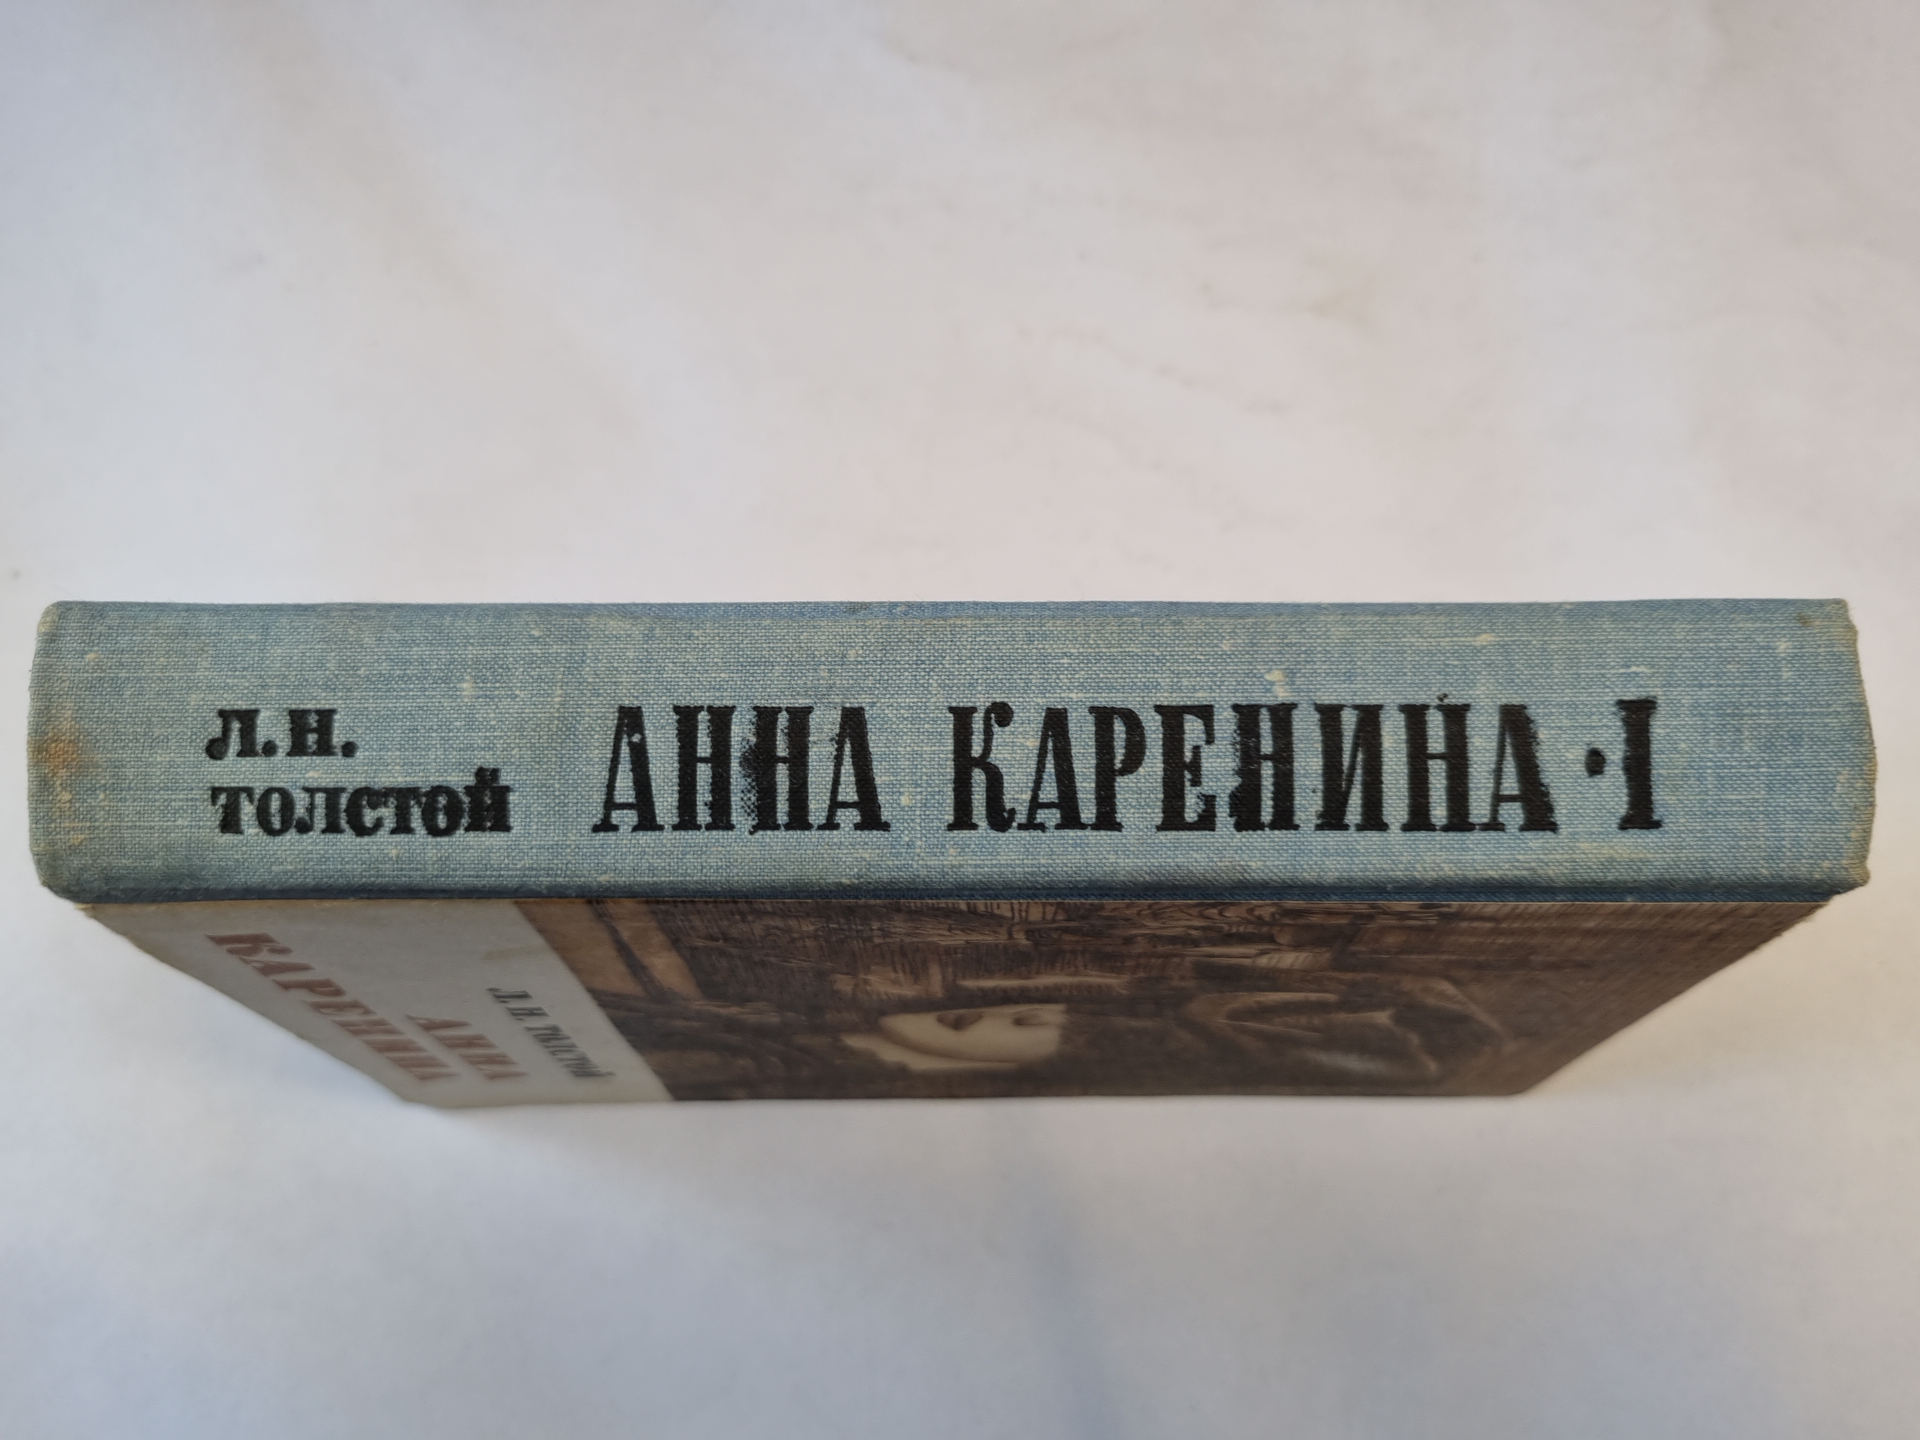 Л.Н.
ТОЛСТОЙ
АННА КАРЕНИНА · I
Л.Н. ТОЛСТОЙ
АННА
КАРЕНИНА